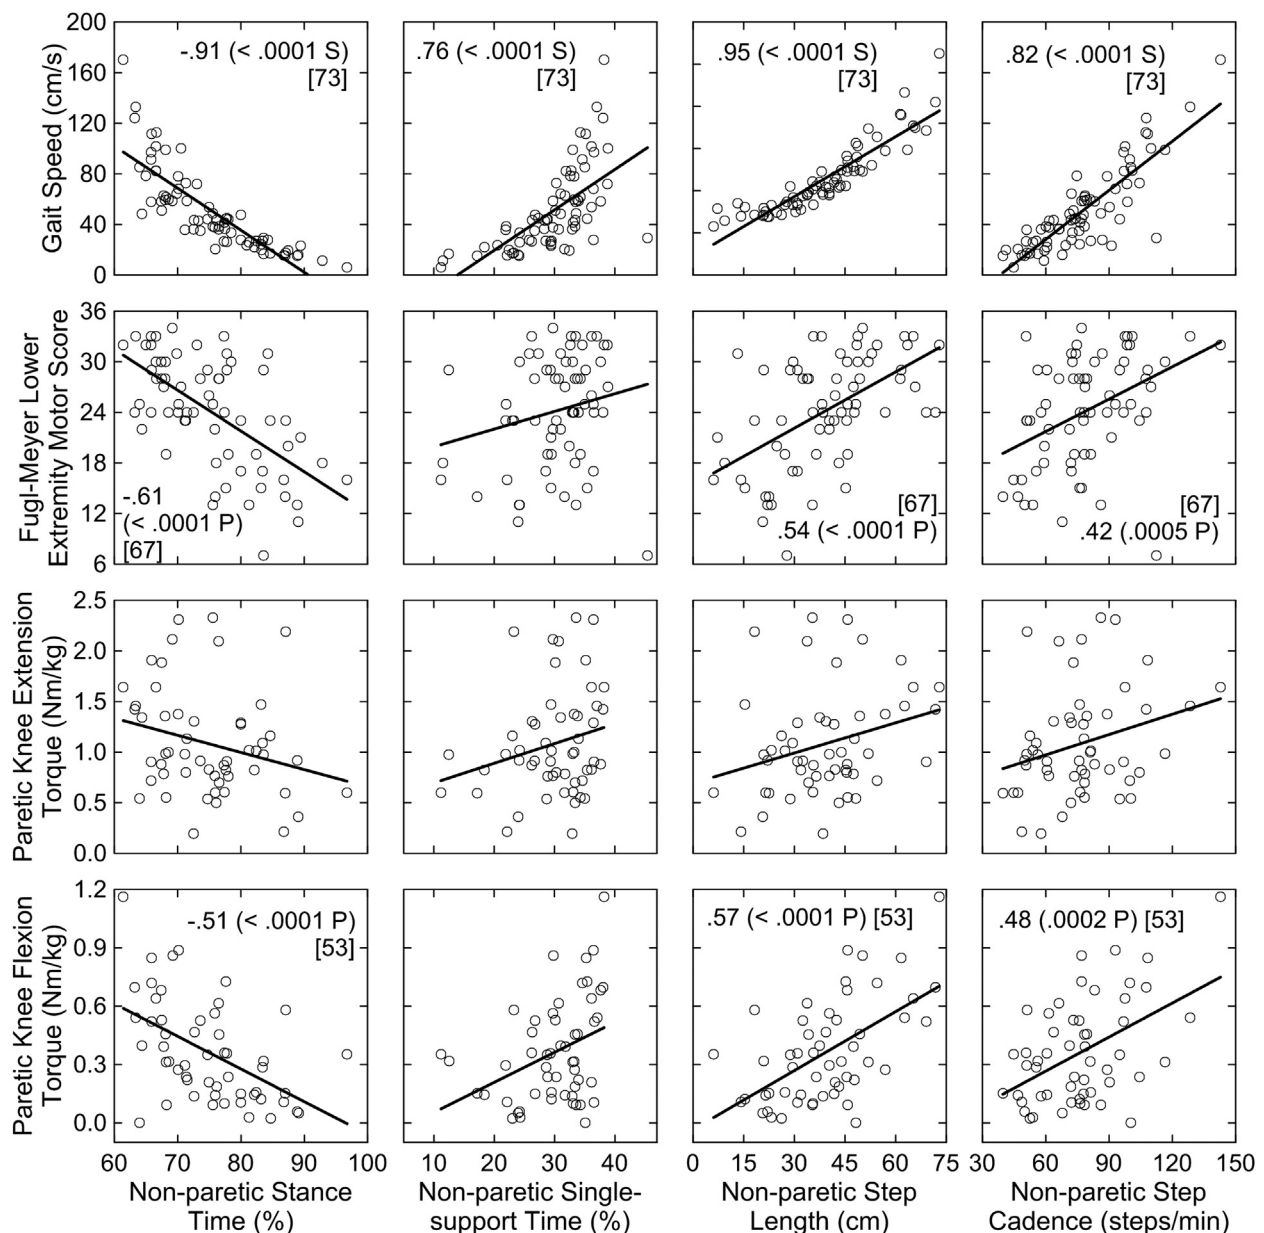 200
160
120
80
40
0
Gait Speed (cm/s)
-.91 (< .0001 S)
[73]
.76 (< .0001 S)
[73]
.95 (< .0001 S)
[73]
.82 (< .0001 S)
[73]
36
30
24
18
12
6
Fugl-Meyer Lower
Extremity Motor Score
-.61
(< .0001 P)
[67]
[67]
.54 (< .0001 P)
[67]
.42 (.0005 P)
2.5
2.0
1.5
1.0
0.5
0.0
Paretic Knee Extension
Torque (Nm/kg)
1.2
0.9
0.6
0.3
0.0
Paretic Knee Flexion
Torque (Nm/kg)
-.51 (< .0001 P)
[53]
.57 (< .0001 P) [53]
.48 (.0002 P) [53]
60 70 80 90 100
Non-paretic Stance
Time (%)
10 20 30 40
Non-paretic Single-
support Time (%)
0 15 30 45 60 75
Non-paretic Step
Length (cm)
30 60 90 120 150
Non-paretic Step
Cadence (steps/min)